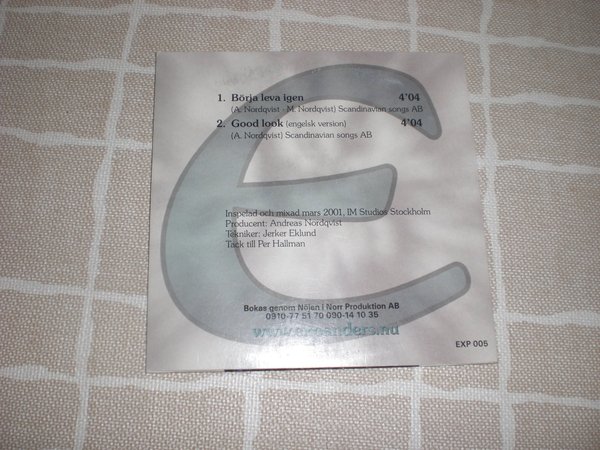 1. Börja leva igen 4'04
(A. Nordqvist - M. Nordqvist) Scandinavian songs AB
2. Good look (engelsk version) 4'04
(A. Nordqvist) Scandinavian songs AB
Inspelad och mixad mars 2001, IM Studios Stockholm
Producent: Andreas Nordqvist
Tekniker: Jerker Eklund
Tack till Per Hallman
Bokas genom Nöjen i Norr Produktion AB
0910-77 51 70 090-14 10 35
EXP 005